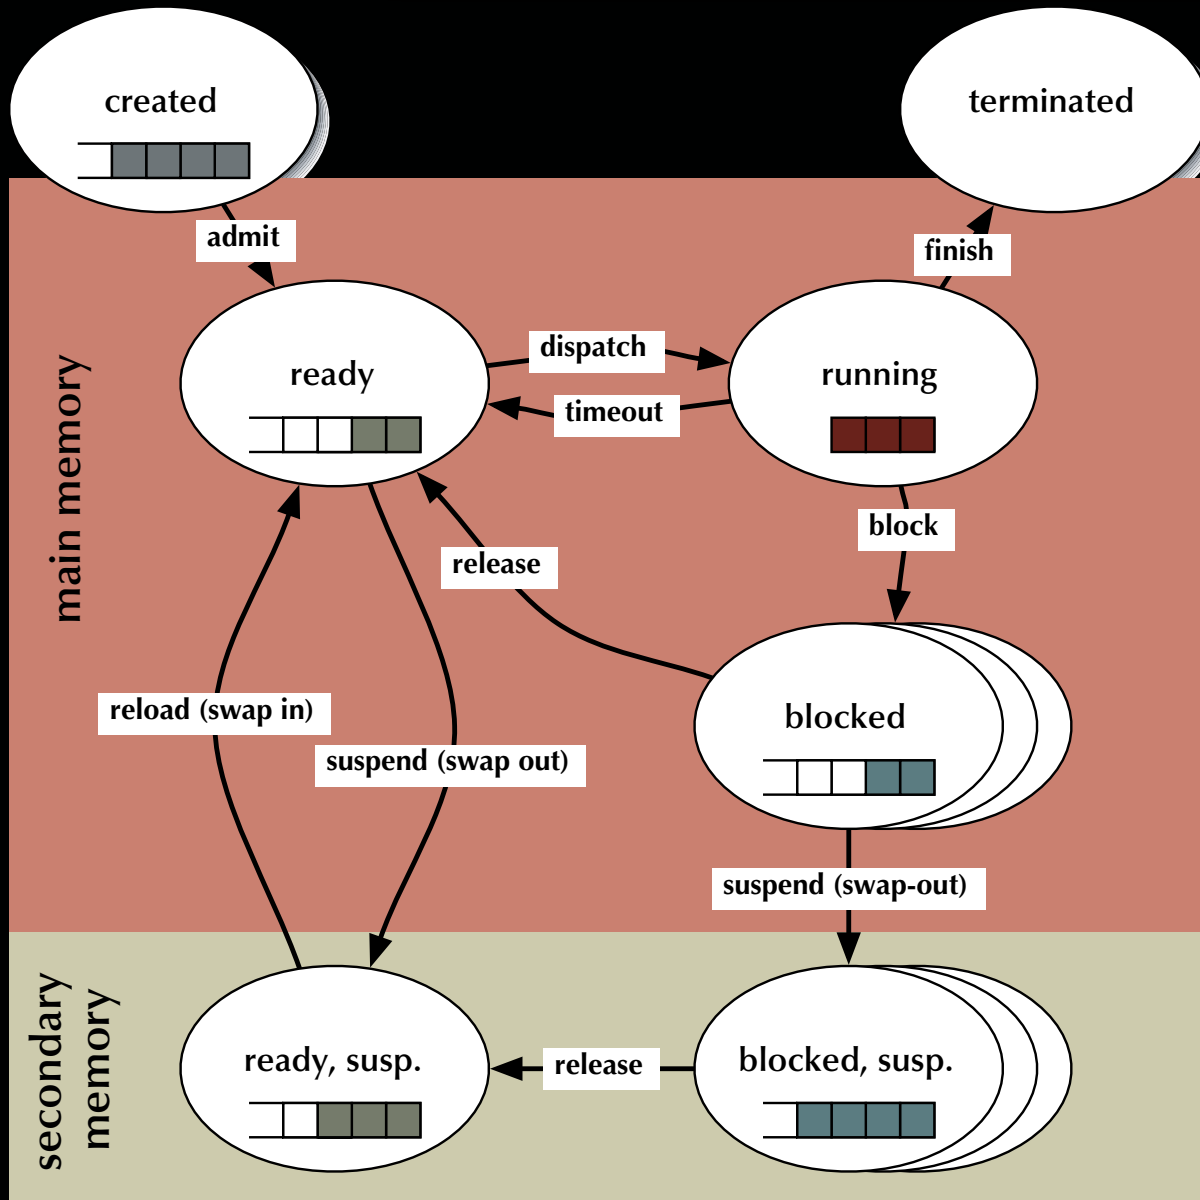 created
terminated
admit
finish
dispatch
ready
running
timeout
main memory
block
release
reload (swap in)
blocked
suspend (swap out)
suspend (swap-out)
secondary
memory
ready, susp.
release
blocked, susp.